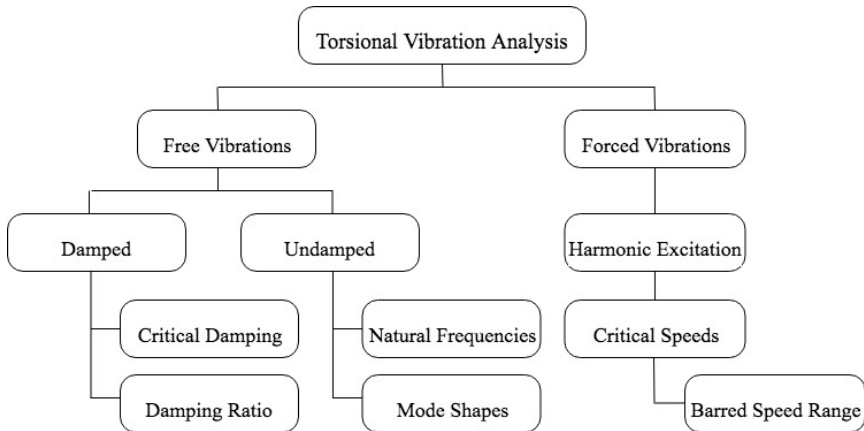 Torsional Vibration Analysis
Free Vibrations
Forced Vibrations
Damped
Undamped
Harmonic Excitation
Critical Damping
Natural Frequencies
Critical Speeds
Damping Ratio
Mode Shapes
Barred Speed Range